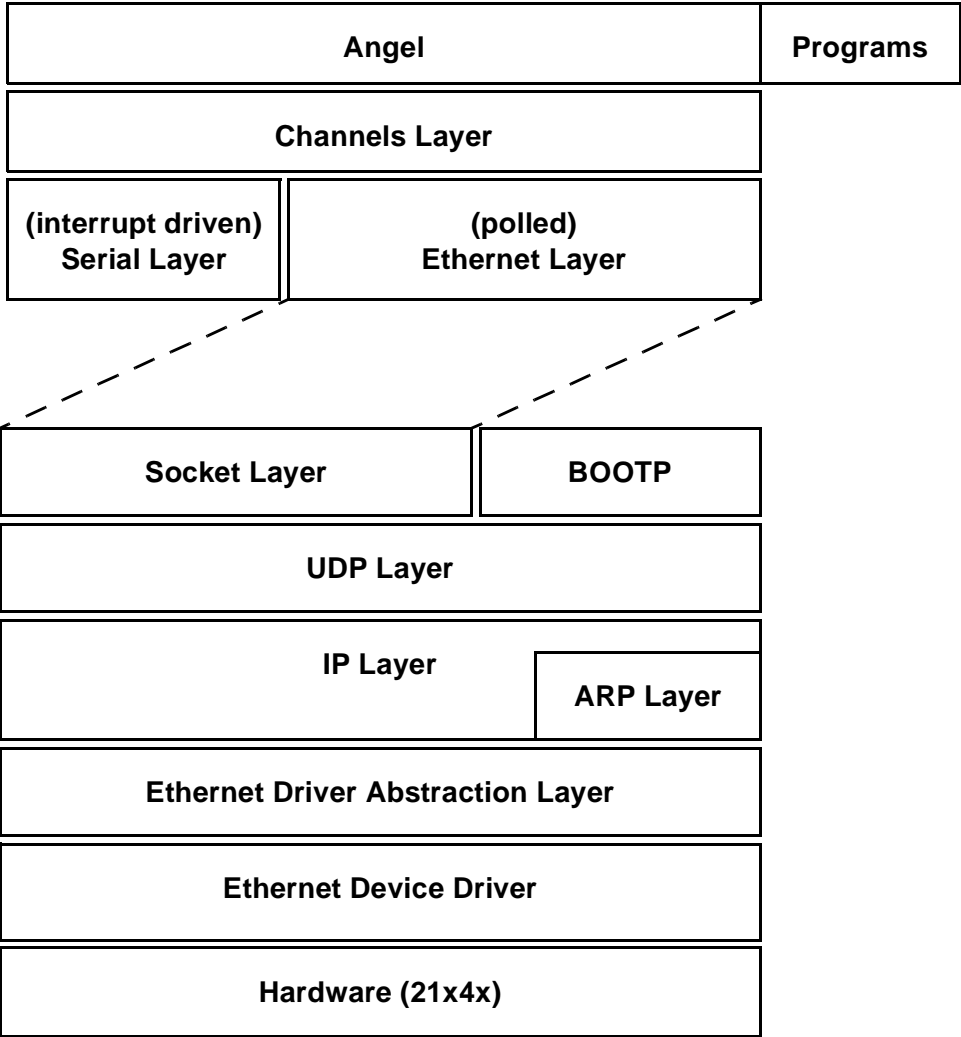 Angel
Programs
Channels Layer
(interrupt driven)
Serial Layer
(polled)
Ethernet Layer
Socket Layer
BOOTP
UDP Layer
IP Layer
ARP Layer
Ethernet Driver Abstraction Layer
Ethernet Device Driver
Hardware (21x4x)